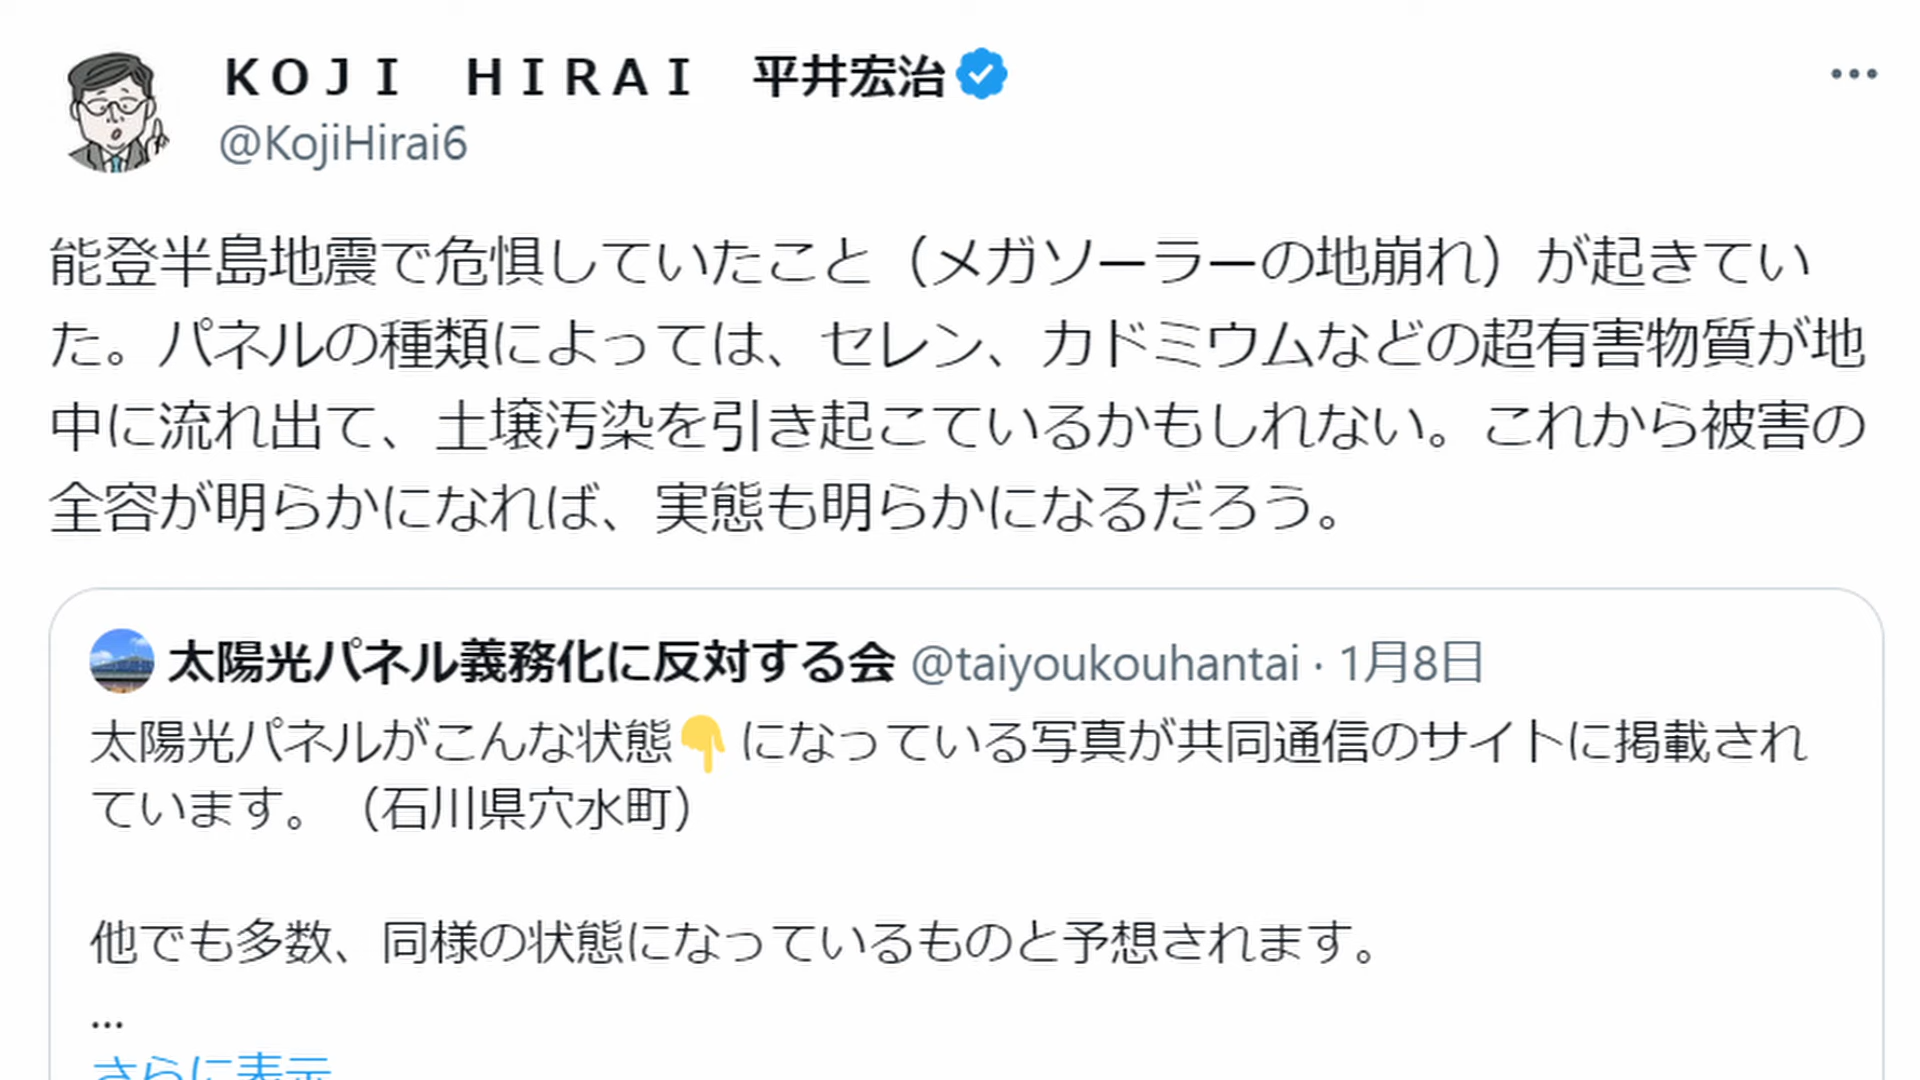 ＫＯＪＩ　ＨＩＲＡＩ　平井宏治
@KojiHirai6
能登半島地震で危惧していたこと（メガソーラーの地崩れ）が起きてい
た。パネルの種類によっては、セレン、カドミウムなどの超有害物質が地
中に流れ出て、土壌汚染を引き起こているかもしれない。これから被害の
全容が明らかになれば、実態も明らかになるだろう。
太陽光パネル義務化に反対する会 @taiyoukouhantai · 1月8日
太陽光パネルがこんな状態👇になっている写真が共同通信のサイトに掲載され
ています。（石川県穴水町）
他でも多数、同様の状態になっているものと予想されます。
...
さらに表示